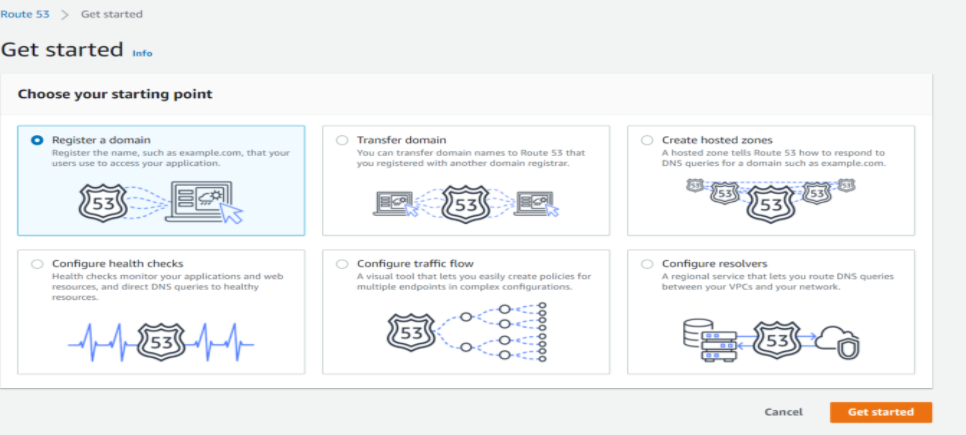 Route 53 > Get started
Get started Info
Choose your starting point
Register a domain
Register the name, such as example.com, that your
users use to access your application.
53
Transfer domain
You can transfer domain names to Route 53 that
you registered with another domain registrar.
53
Create hosted zones
A hosted zone tells Route 53 how to respond to
DNS queries for a domain such as example.com.
53 53 53 53 53
Configure health checks
Health checks monitor your applications and web
resources, and direct DNS queries to healthy
resources.
53
Configure traffic flow
A visual tool that lets you easily create policies for
multiple endpoints in complex configurations.
53
Configure resolvers
A regional service that lets you route DNS queries
between your VPCs and your network.
53
Cancel
Get started